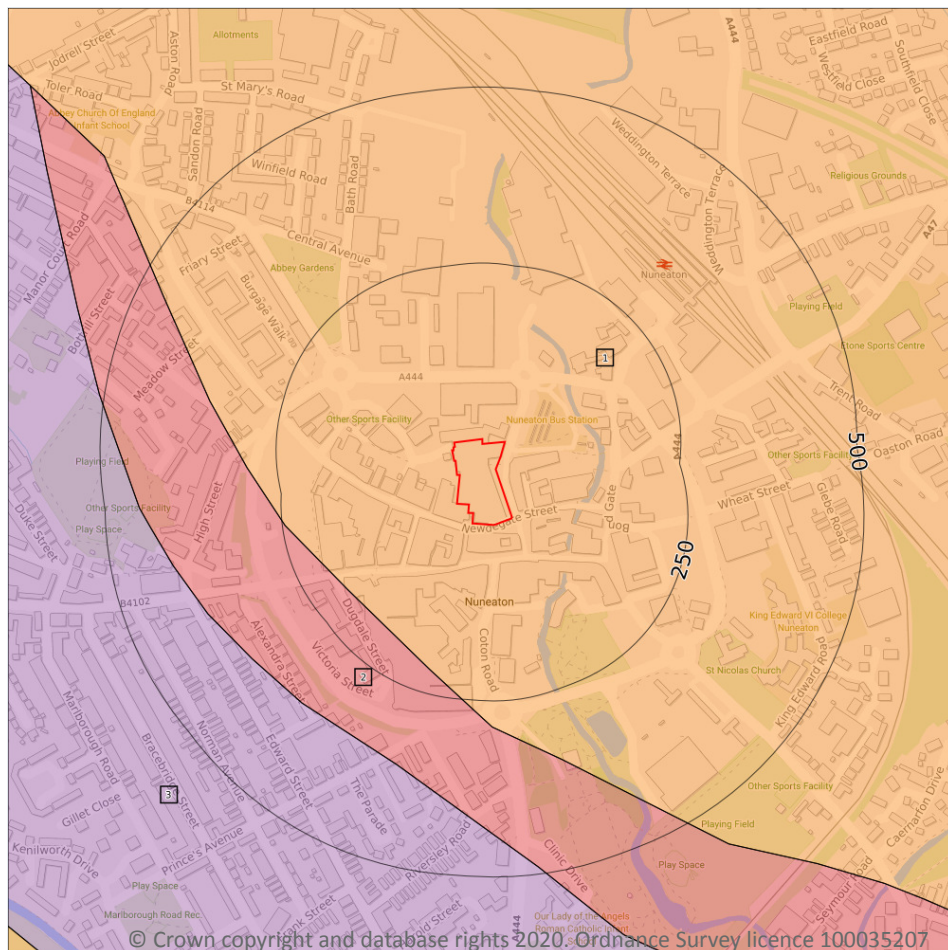 Jodrell Street
Allotments
Aston Road
A444
Eastfield Road
Westfield Close
Southfield Close
Toler Road
St Mary's Road
Abbey Church Of England
Infant School
Sandon Road
Winfield Road
Bath Road
Weddington Terrace
Weddington Terrace
Religious Grounds
B4114
Central Avenue
Friary Street
Manor Court Road
Abbey Gardens
Nuneaton
A47
Burgage Walk
Bottrill Street
Playing Field
Etone Sports Centre
Meadow Street
1
A444
Trent Road
Other Sports Facility
Nuneaton Bus Station
A444
500
Oaston Road
Playing Field
Other Sports Facility
Duke Street
High Street
Other Sports Facility
Play Space
Newdegate Street
Gate
Wheat Street
Glebe Road
250
B4102
Nuneaton
Dugdale Street
King Edward VI College
Nuneaton
Alexandra Street
Victoria Street
Coton Road
2
St Nicolas Church
King Edward Road
Marlborough Road
Bracebridge Street
Norman Avenue
Edward Street
3
The Parade
Other Sports Facility
Gillet Close
Caernarfon Drive
Playing Field
Prince's Avenue
Riversley Road
Kenilworth Drive
Clinic Drive
Play Space
Seymour Road
Play Space
Marlborough Road Rec.
A444
Our Lady of the Angels
Roman Catholic Infant
© Crown copyright and database rights 2020. Ordnance Survey licence 100035207